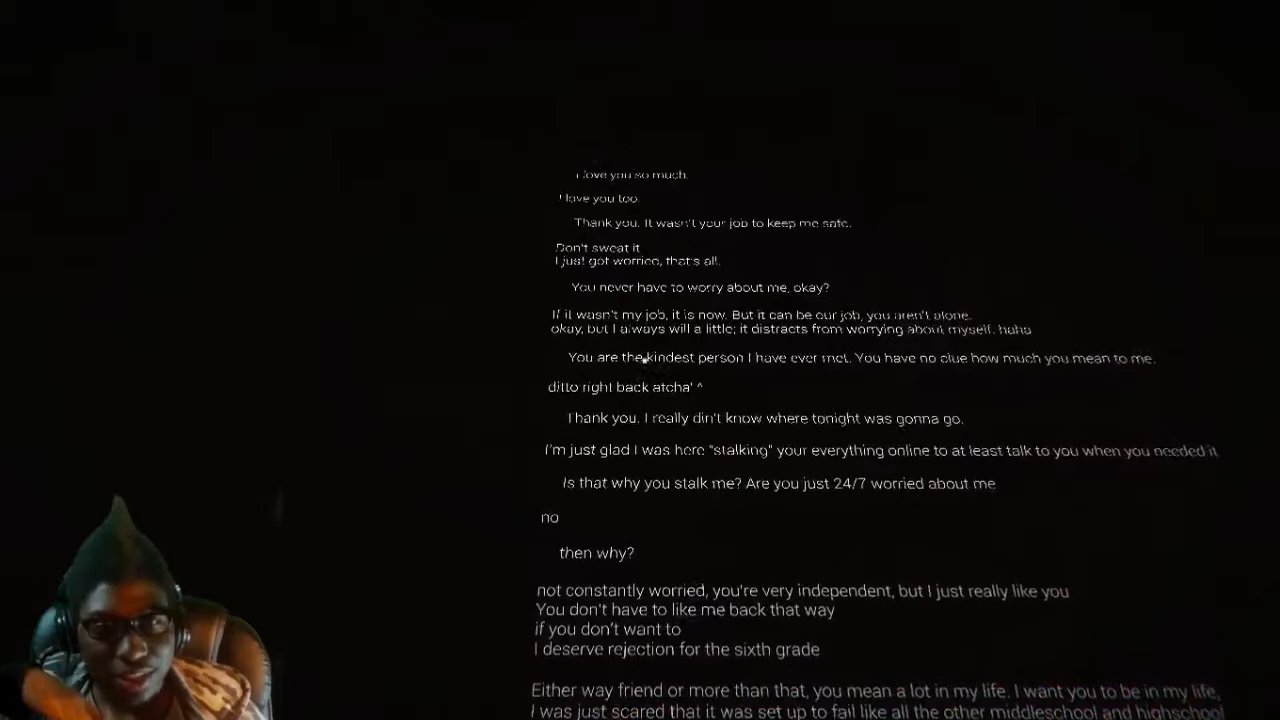 I love you so much.
I love you too.
Thank you. It wasn't your job to keep me safe.
Don't sweat it
I just got worried, that's all.
You never have to worry about me, okay?
If it wasn't my job, it is now. But it can be our job, you aren't alone.
okay, but I always will a little; it distracts from worrying about myself. haha
You are the kindest person I have ever met. You have no clue how much you mean to me.
ditto right back atcha' ^
Thank you. I really din't know where tonight was gonna go.
I'm just glad I was here "stalking" your everything online to at least talk to you when you needed it
Is that why you stalk me? Are you just 24/7 worried about me
no
then why?
not constantly worried, you're very independent, but I just really like you
You don't have to like me back that way
if you don't want to
I deserve rejection for the sixth grade
Either way friend or more than that, you mean a lot in my life. I want you to be in my life,
I was just scared that it was set up to fail like all the other middleschool and highschool